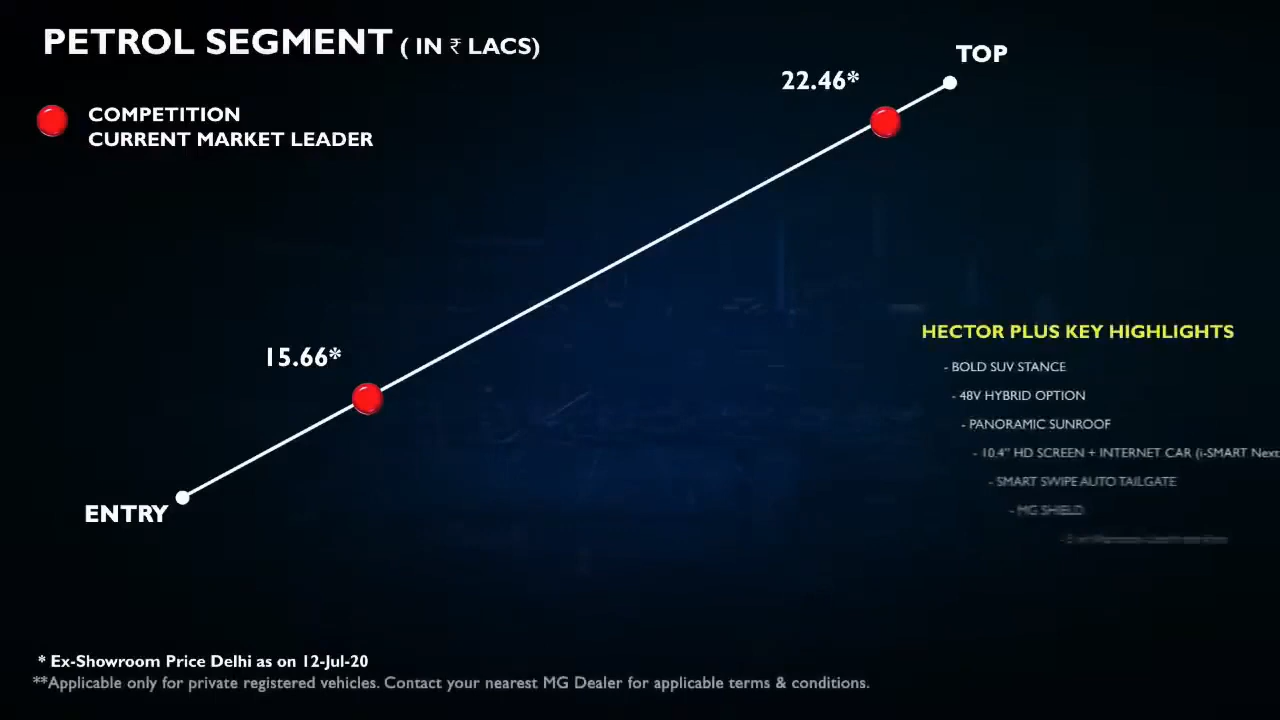 PETROL SEGMENT ( IN ₹ LACS)
TOP
22.46*
COMPETITION
CURRENT MARKET LEADER
HECTOR PLUS KEY HIGHLIGHTS
- BOLD SUV STANCE
15.66*
- 48V HYBRID OPTION
- PANORAMIC SUNROOF
- 10.4" HD SCREEN + INTERNET CAR (i-SMART Next
- SMART SWIPE AUTO TAILGATE
- MG SHIELD
ENTRY
* Ex-Showroom Price Delhi as on 12-Jul-20
**Applicable only for private registered vehicles. Contact your nearest MG Dealer for applicable terms & conditions.